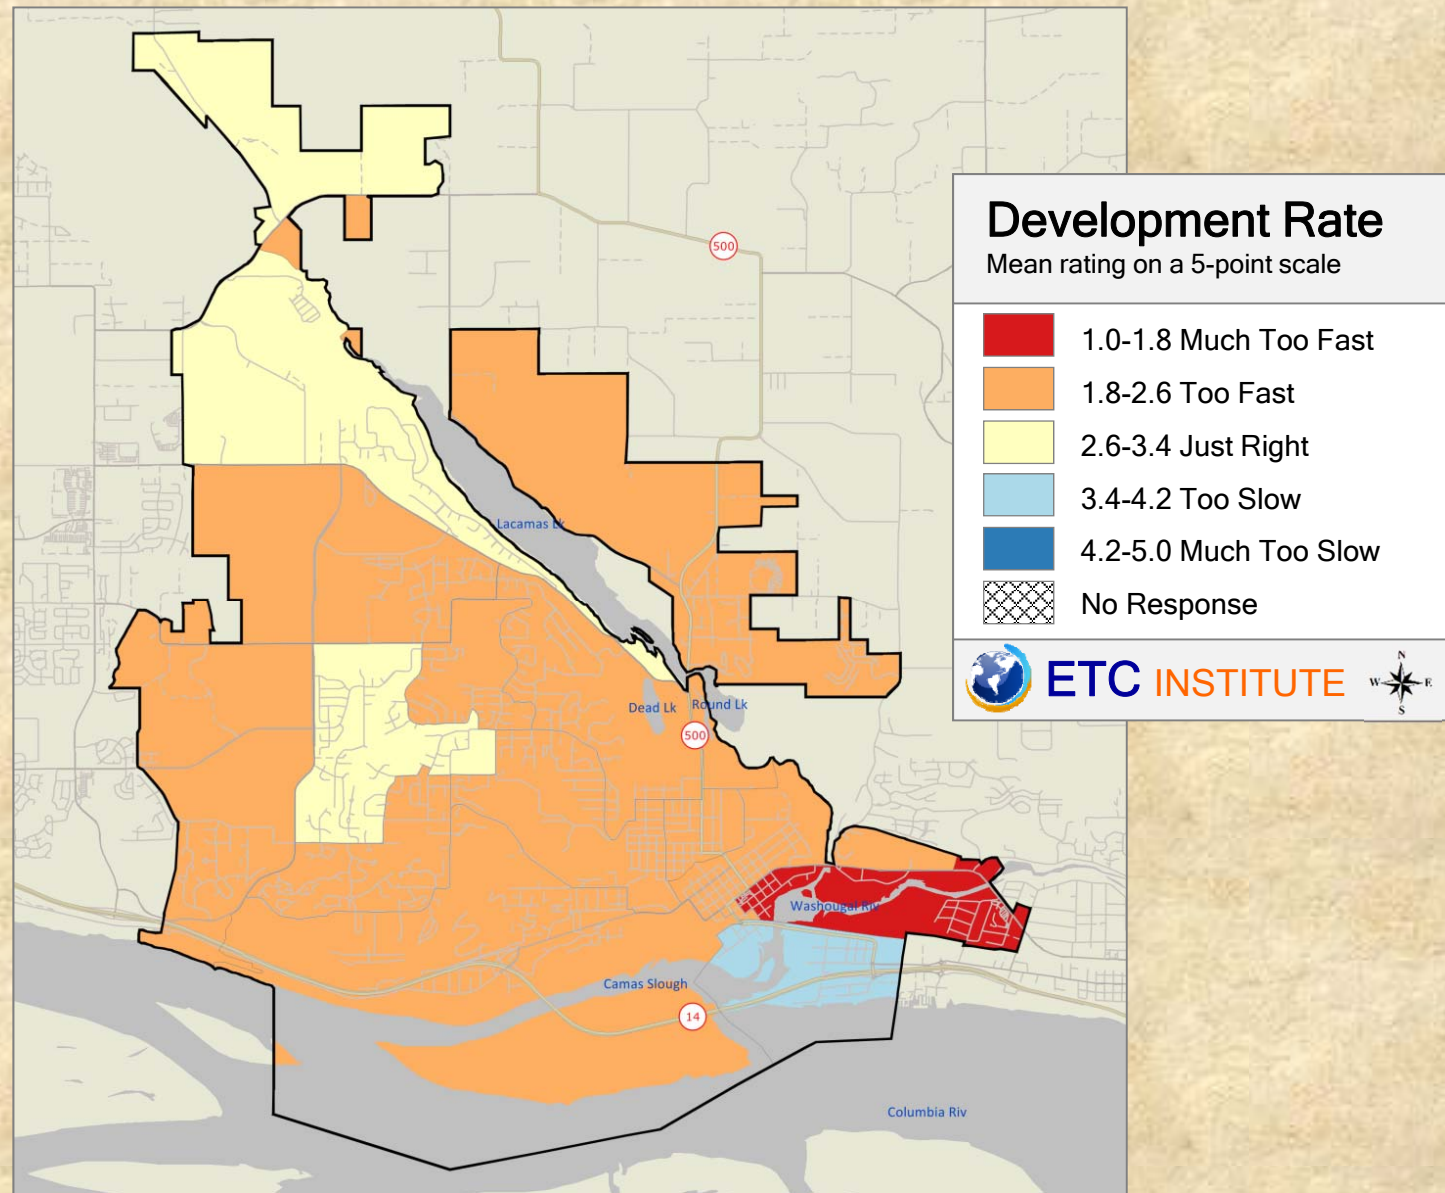 Development Rate
Mean rating on a 5-point scale
1.0-1.8 Much Too Fast
1.8-2.6 Too Fast
2.6-3.4 Just Right
3.4-4.2 Too Slow
4.2-5.0 Much Too Slow
No Response
ETC INSTITUTE
N
W E
S
500
Lacamas Lk
Dead Lk
Round Lk
500
Washougal Riv
Camas Slough
14
Columbia Riv